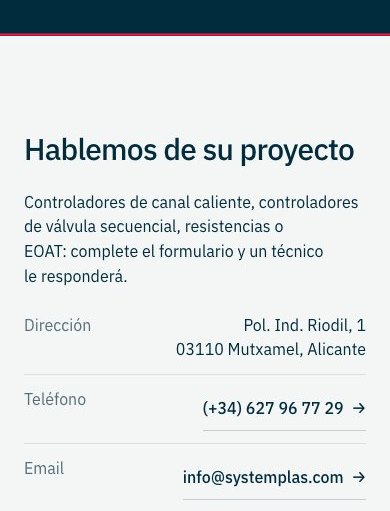 Hablemos de su proyecto
Controladores de canal caliente, controladores
de válvula secuencial, resistencias o
EOAT: complete el formulario y un técnico
le responderá.
Dirección
Pol. Ind. Riodil, 1
03110 Mutxamel, Alicante
Teléfono
(+34) 627 96 77 29 →
Email
info@systemplas.com →